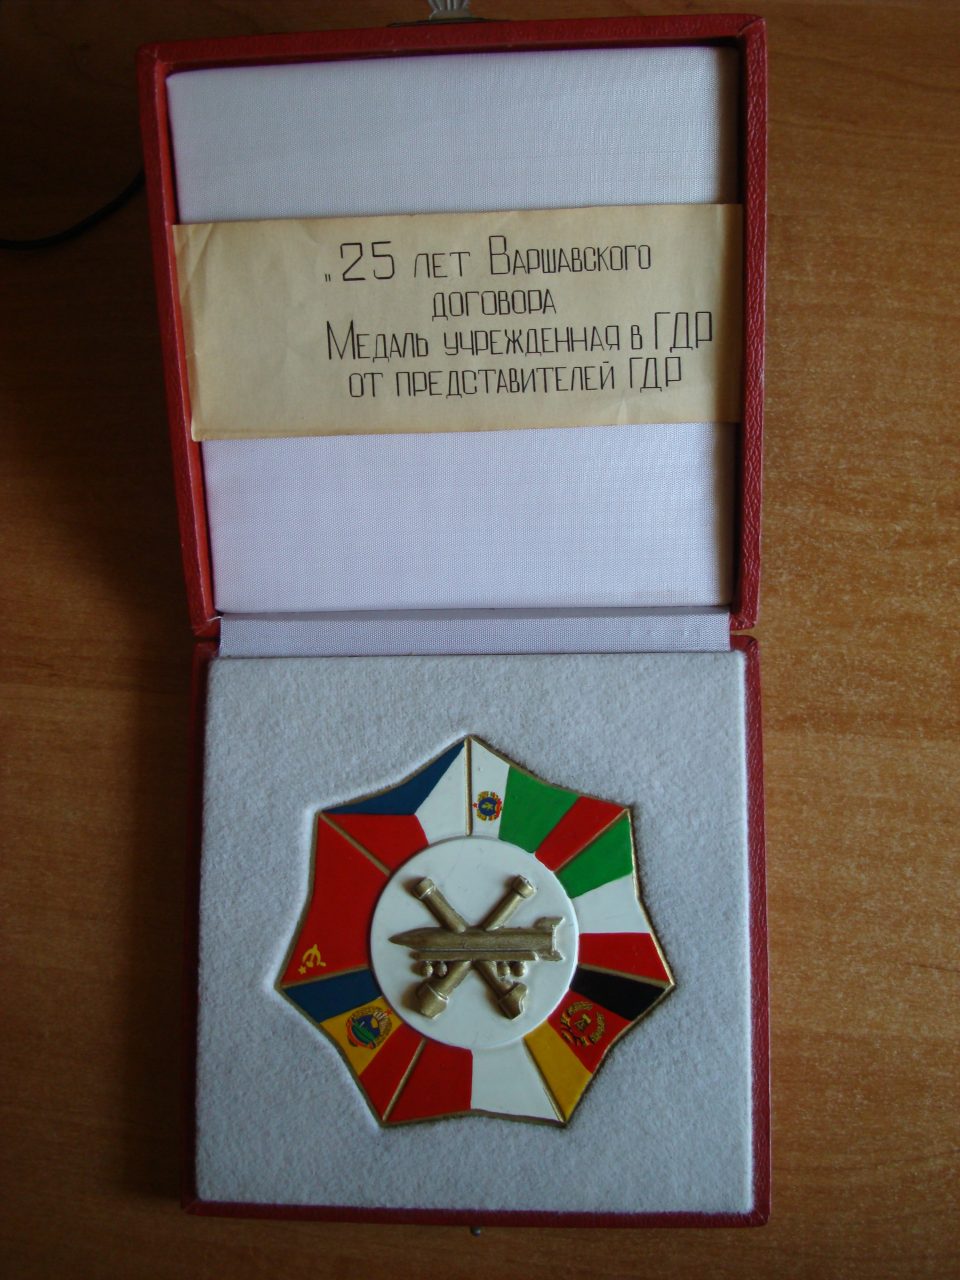 „25 лет Варшавского
договора
Медаль учрежденная в ГДР
от представителей ГДР